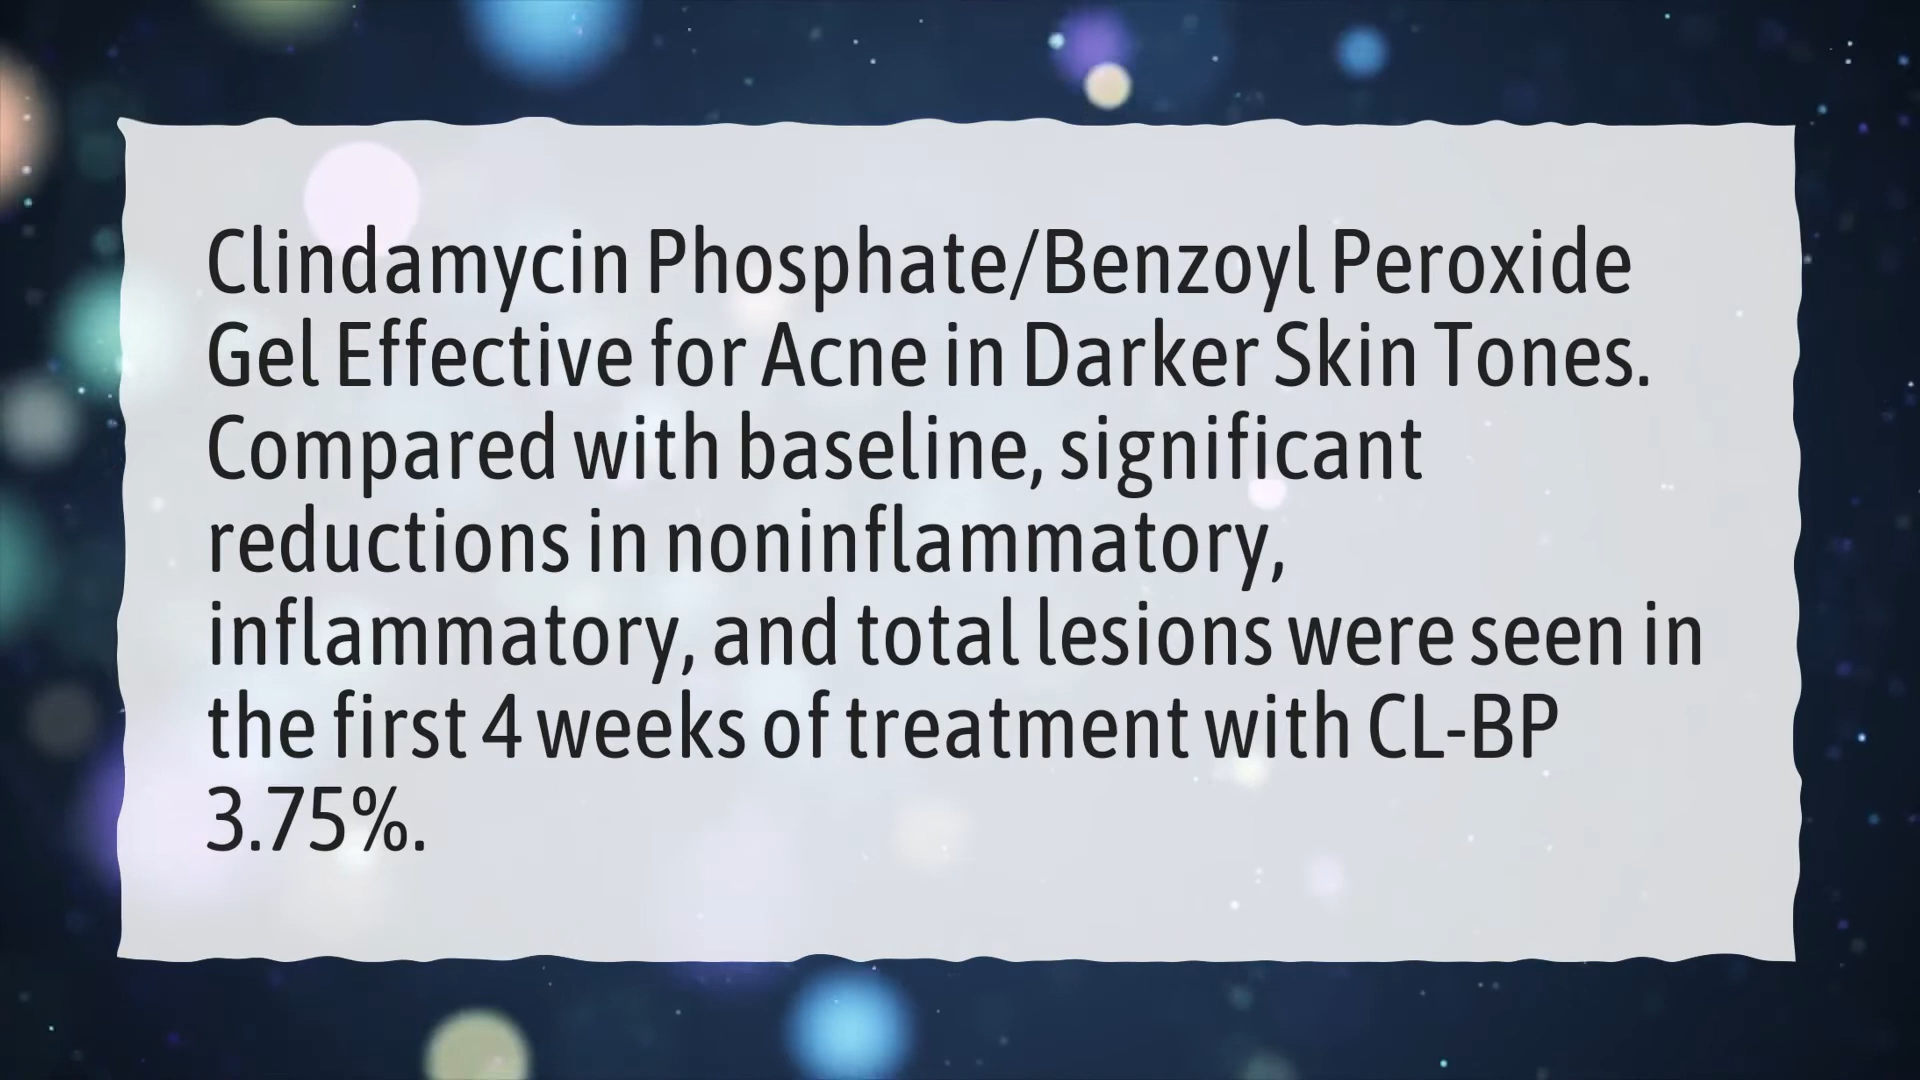 Clindamycin Phosphate/Benzoyl Peroxide
Gel Effective for Acne in Darker Skin Tones.
Compared with baseline, significant
reductions in noninflammatory,
inflammatory, and total lesions were seen in
the first 4 weeks of treatment with CL-BP
3.75%.